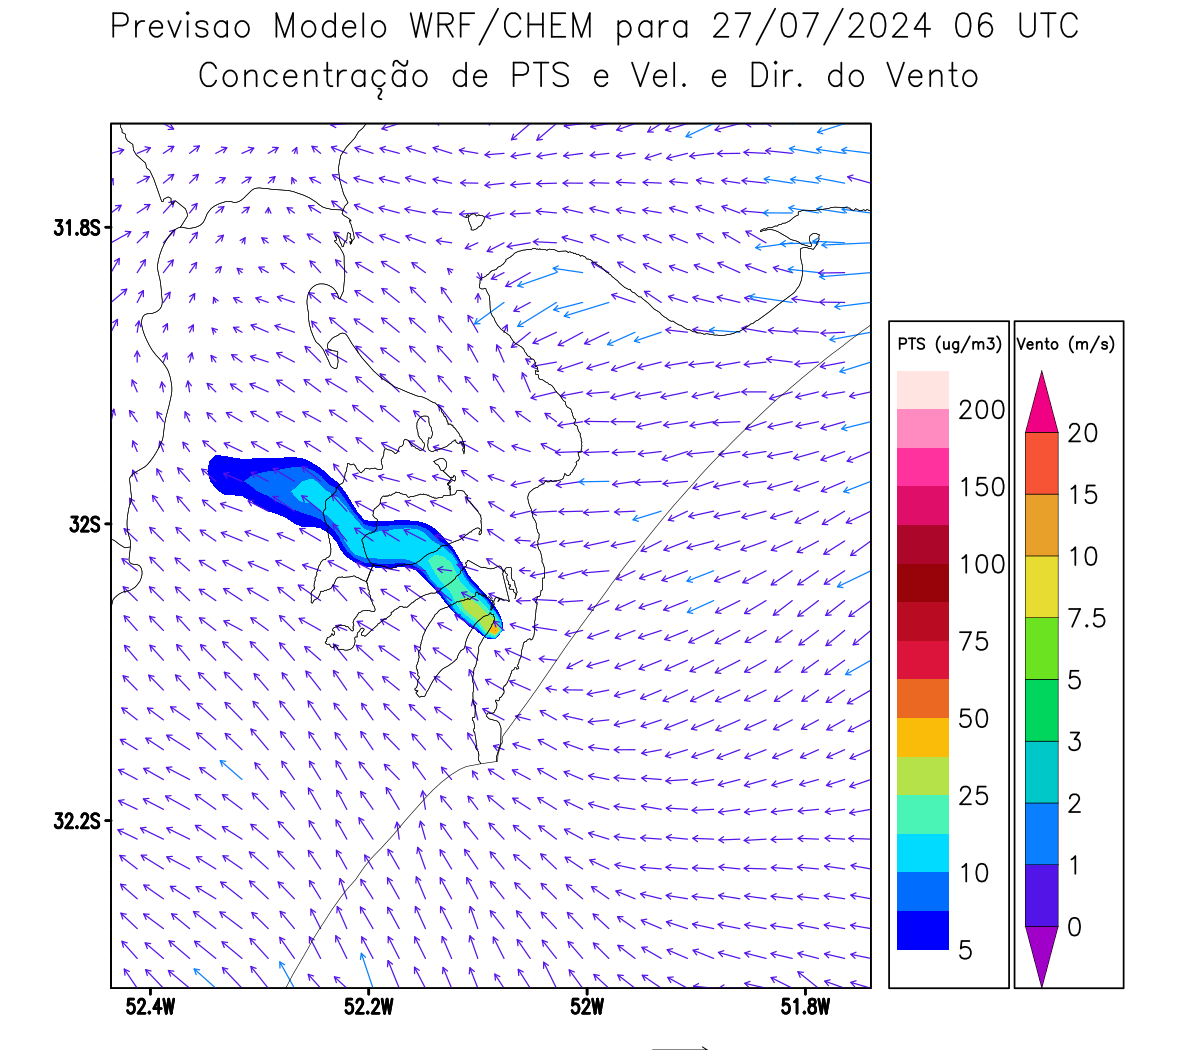 Previsao Modelo WRF/CHEM para 27/07/2024 06 UTC
Concentração de PTS e Vel. e Dir. do Vento
31.8S
32S
32.2S
52.4W
52.2W
52W
51.8W
PTS (ug/m3)
200
150
100
75
50
25
10
5
Vento (m/s)
20
15
10
7.5
5
3
2
1
0